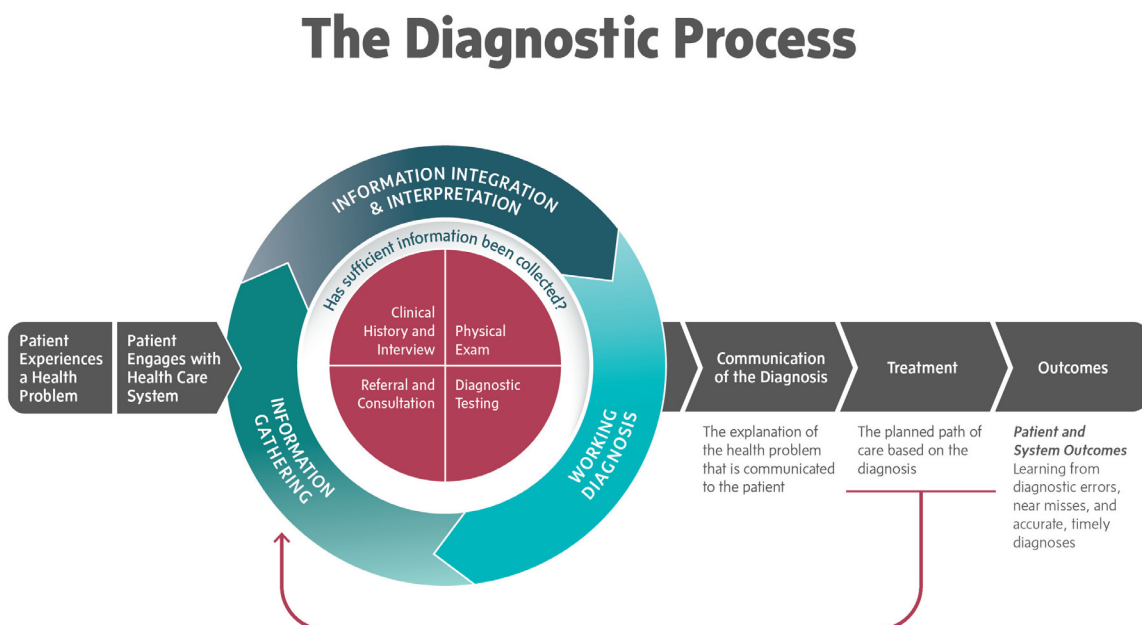 The Diagnostic Process
INFORMATION INTEGRATION
& INTERPRETATION
Has sufficient information been collected?
Clinical
History and
Interview
Physical
Exam
Referral and
Consultation
Diagnostic
Testing
INFORMATION
GATHERING
WORKING
DIAGNOSIS
Patient
Experiences
a Health
Problem
Patient
Engages with
Health Care
System
Communication
of the Diagnosis
Treatment
Outcomes
The explanation of
the health problem
that is communicated
to the patient
The planned path of
care based on the
diagnosis
Patient and
System Outcomes
Learning from
diagnostic errors,
near misses, and
accurate, timely
diagnoses